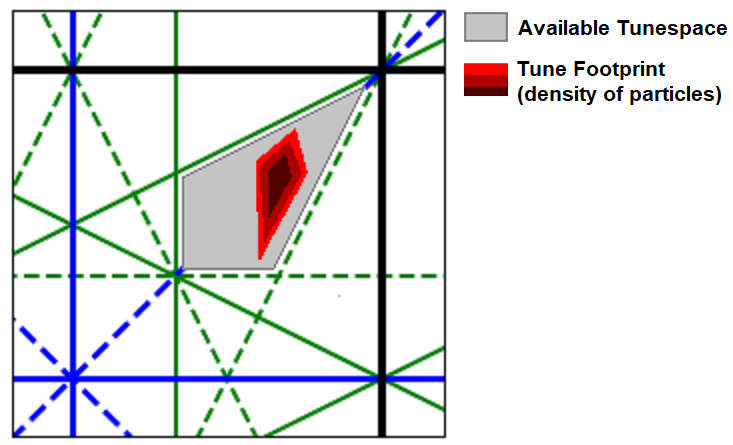 Available Tunespace
Tune Footprint
(density of particles)